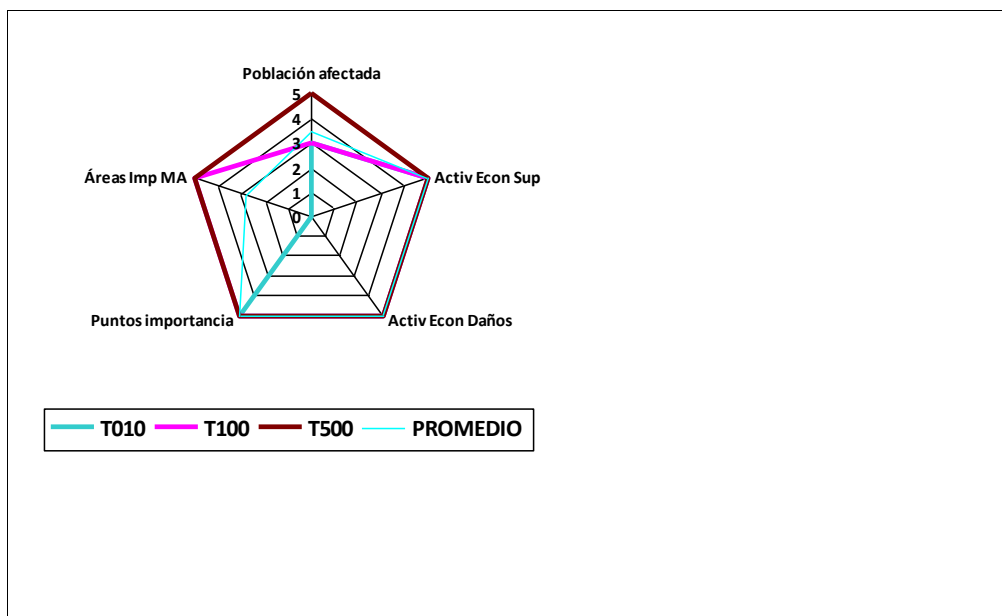 Población afectada
5
4
3
2
1
0
Áreas Imp MA
Activ Econ Sup
Puntos importancia
Activ Econ Daños
T010 T100 T500 PROMEDIO